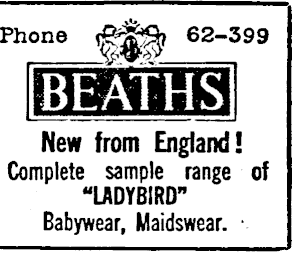 Phone 62-399
BEATHS
New from England!
Complete sample range of
"LADYBIRD"
Babywear, Maidswear.